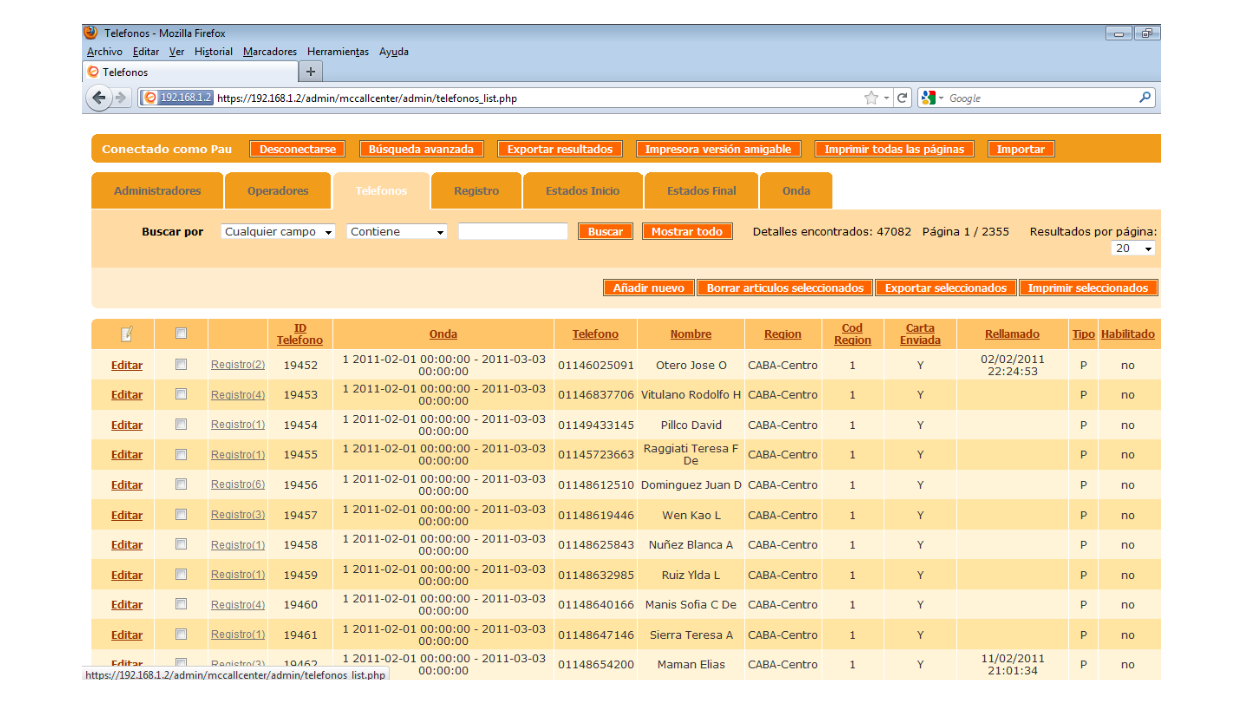 Telefonos - Mozilla Firefox
Archivo Editar Ver Historial Marcadores Herramientas Ayuda
Telefonos +
192.168.1.2 https://192.168.1.2/admin/mccallcenter/admin/telefonos_list.php Google
Conectado como Pau Desconectarse Búsqueda avanzada Exportar resultados Impresora versión amigable Imprimir todas las páginas Importar
Administradores Operadores Telefonos Registro Estados Inicio Estados Final Onda
Buscar por Cualquier campo Contiene Buscar Mostrar todo Detalles encontrados: 47082 Página 1 / 2355 Resultados por página:
20
Añadir nuevo Borrar articulos seleccionados Exportar seleccionados Imprimir seleccionados
ID Telefono Onda Telefono Nombre Region Cod Region Carta Enviada Rellamado Tipo Habilitado
Editar Registro(2) 19452 1 2011-02-01 00:00:00 - 2011-03-03 00:00:00 01146025091 Otero Jose O CABA-Centro 1 Y 02/02/2011 22:24:53 P no
Editar Registro(4) 19453 1 2011-02-01 00:00:00 - 2011-03-03 00:00:00 01146837706 Vitulano Rodolfo H CABA-Centro 1 Y P no
Editar Registro(1) 19454 1 2011-02-01 00:00:00 - 2011-03-03 00:00:00 01149433145 Pillco David CABA-Centro 1 Y P no
Editar Registro(1) 19455 1 2011-02-01 00:00:00 - 2011-03-03 00:00:00 01145723663 Raggiati Teresa F De CABA-Centro 1 Y P no
Editar Registro(6) 19456 1 2011-02-01 00:00:00 - 2011-03-03 00:00:00 01148612510 Dominguez Juan D CABA-Centro 1 Y P no
Editar Registro(3) 19457 1 2011-02-01 00:00:00 - 2011-03-03 00:00:00 01148619446 Wen Kao L CABA-Centro 1 Y P no
Editar Registro(1) 19458 1 2011-02-01 00:00:00 - 2011-03-03 00:00:00 01148625843 Nuñez Blanca A CABA-Centro 1 Y P no
Editar Registro(1) 19459 1 2011-02-01 00:00:00 - 2011-03-03 00:00:00 01148632985 Ruiz Ylda L CABA-Centro 1 Y P no
Editar Registro(4) 19460 1 2011-02-01 00:00:00 - 2011-03-03 00:00:00 01148640166 Manis Sofia C De CABA-Centro 1 Y P no
Editar Registro(1) 19461 1 2011-02-01 00:00:00 - 2011-03-03 00:00:00 01148647146 Sierra Teresa A CABA-Centro 1 Y P no
Editar Registro(3) 19462 1 2011-02-01 00:00:00 - 2011-03-03 00:00:00 01148654200 Maman Elias CABA-Centro 1 Y 11/02/2011 21:01:34 P no
https://192.168.1.2/admin/mccallcenter/admin/telefonos_list.php